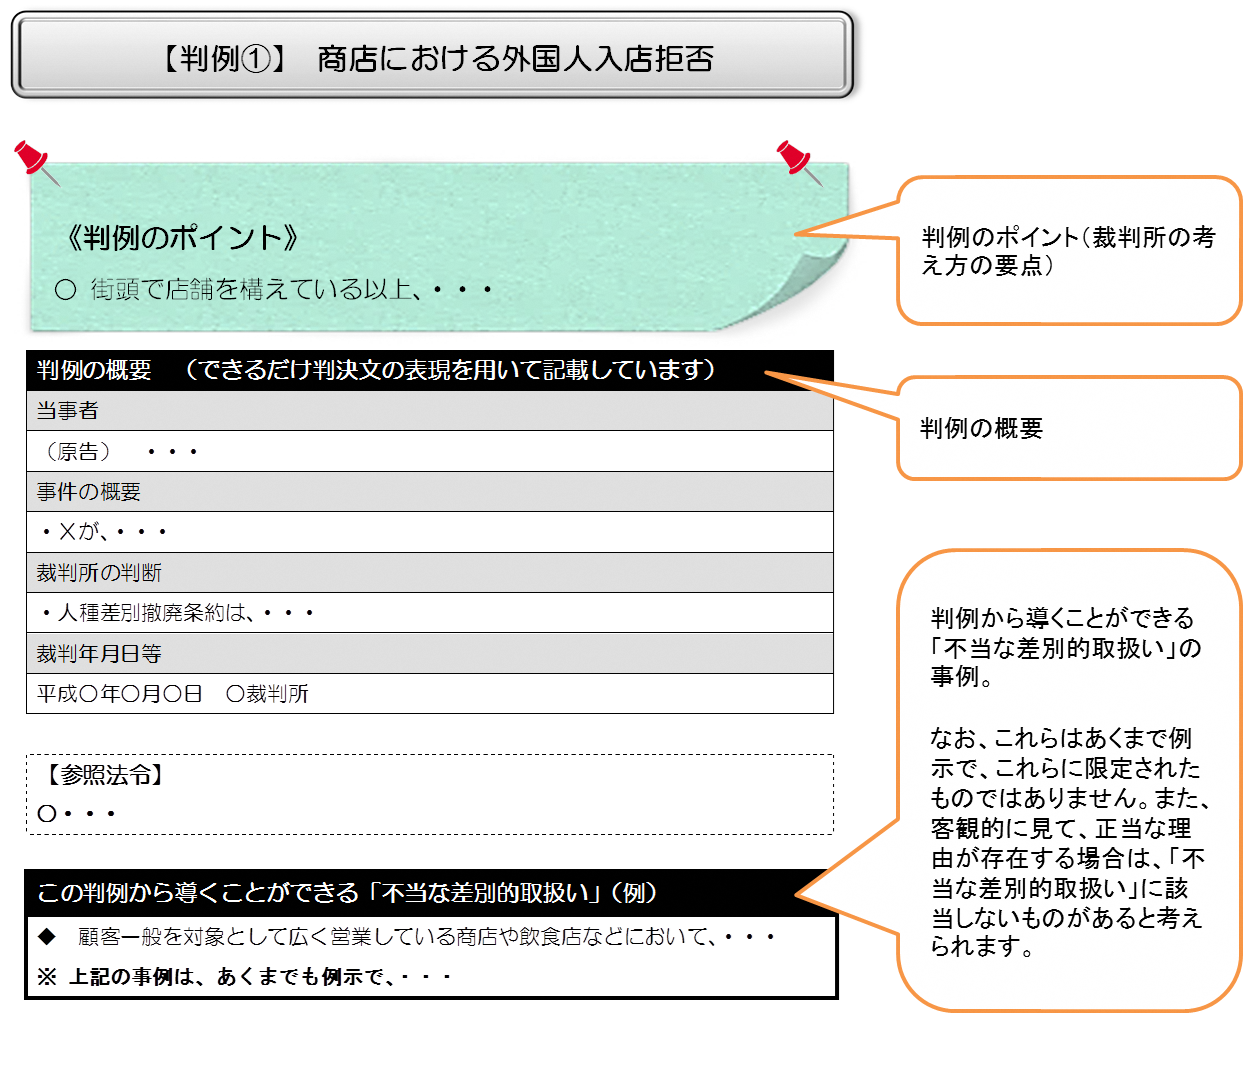 【判例①】 商店における外国人入店拒否
《判例のポイント》
○ 街頭で店舗を構えている以上、・・・
判例のポイント（裁判所の考
え方の要点）
判例の概要 （できるだけ判決文の表現を用いて記載しています）
当事者
（原告） ・・・
事件の概要
・Ｘが、・・・
裁判所の判断
・人種差別撤廃条約は、・・・
裁判年月日等
平成○年○月○日 ○裁判所
判例の概要
【参照法令】
○・・・
この判例から導くことができる「不当な差別的取扱い」（例）
◆ 顧客一般を対象として広く営業している商店や飲食店などにおいて、・・・
※ 上記の事例は、あくまでも例示で、・・・
判例から導くことができる
「不当な差別的取扱い」の
事例。
なお、これらはあくまで例
示で、これらに限定された
ものではありません。また、
客観的に見て、正当な理
由が存在する場合は、「不
当な差別的取扱い」に該
当しないものがあると考え
られます。